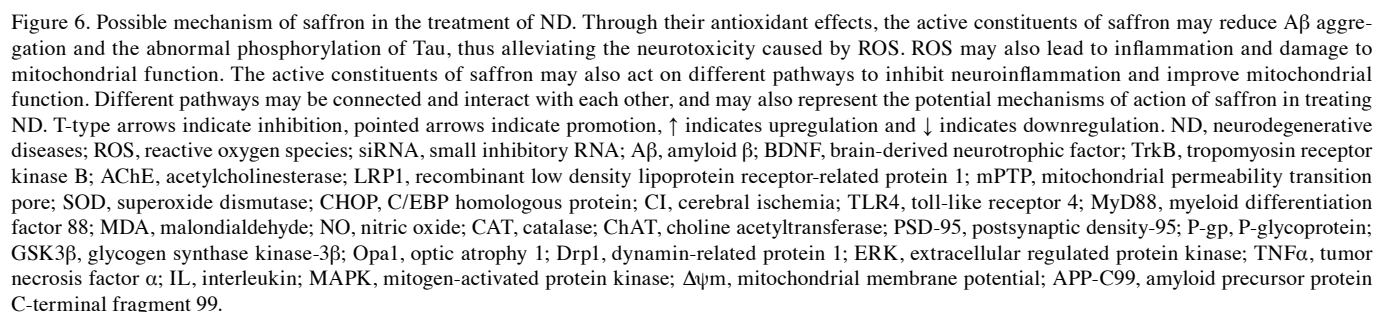 Figure 6. Possible mechanism of saffron in the treatment of ND. Through their antioxidant effects, the active constituents of saffron may reduce Aβ aggre-
gation and the abnormal phosphorylation of Tau, thus alleviating the neurotoxicity caused by ROS. ROS may also lead to inflammation and damage to
mitochondrial function. The active constituents of saffron may also act on different pathways to inhibit neuroinflammation and improve mitochondrial
function. Different pathways may be connected and interact with each other, and may also represent the potential mechanisms of action of saffron in treating
ND. T-type arrows indicate inhibition, pointed arrows indicate promotion, ↑ indicates upregulation and ↓ indicates downregulation. ND, neurodegenerative
diseases; ROS, reactive oxygen species; siRNA, small inhibitory RNA; Aβ, amyloid β; BDNF, brain-derived neurotrophic factor; TrkB, tropomyosin receptor
kinase B; AChE, acetylcholinesterase; LRP1, recombinant low density lipoprotein receptor-related protein 1; mPTP, mitochondrial permeability transition
pore; SOD, superoxide dismutase; CHOP, C/EBP homologous protein; CI, cerebral ischemia; TLR4, toll-like receptor 4; MyD88, myeloid differentiation
factor 88; MDA, malondialdehyde; NO, nitric oxide; CAT, catalase; ChAT, choline acetyltransferase; PSD-95, postsynaptic density-95; P-gp, P-glycoprotein;
GSK3β, glycogen synthase kinase-3β; Opa1, optic atrophy 1; Drp1, dynamin-related protein 1; ERK, extracellular regulated protein kinase; TNFα, tumor
necrosis factor α; IL, interleukin; MAPK, mitogen-activated protein kinase; Δψm, mitochondrial membrane potential; APP-C99, amyloid precursor protein
C-terminal fragment 99.